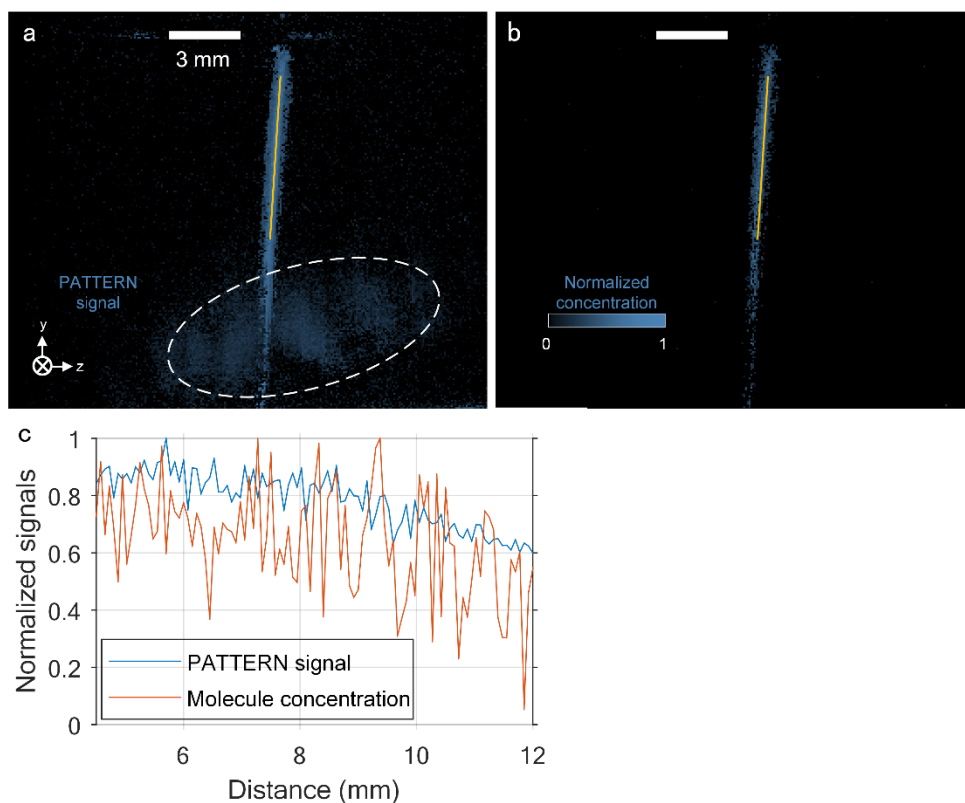 a
3 mm
PATTERN
signal
y
z
b
Normalized
concentration
0
1
c
Normalized signals
1
0.8
0.6
0.4
0.2
0
PATTERN signal
Molecule concentration
6
8
10
12
Distance (mm)